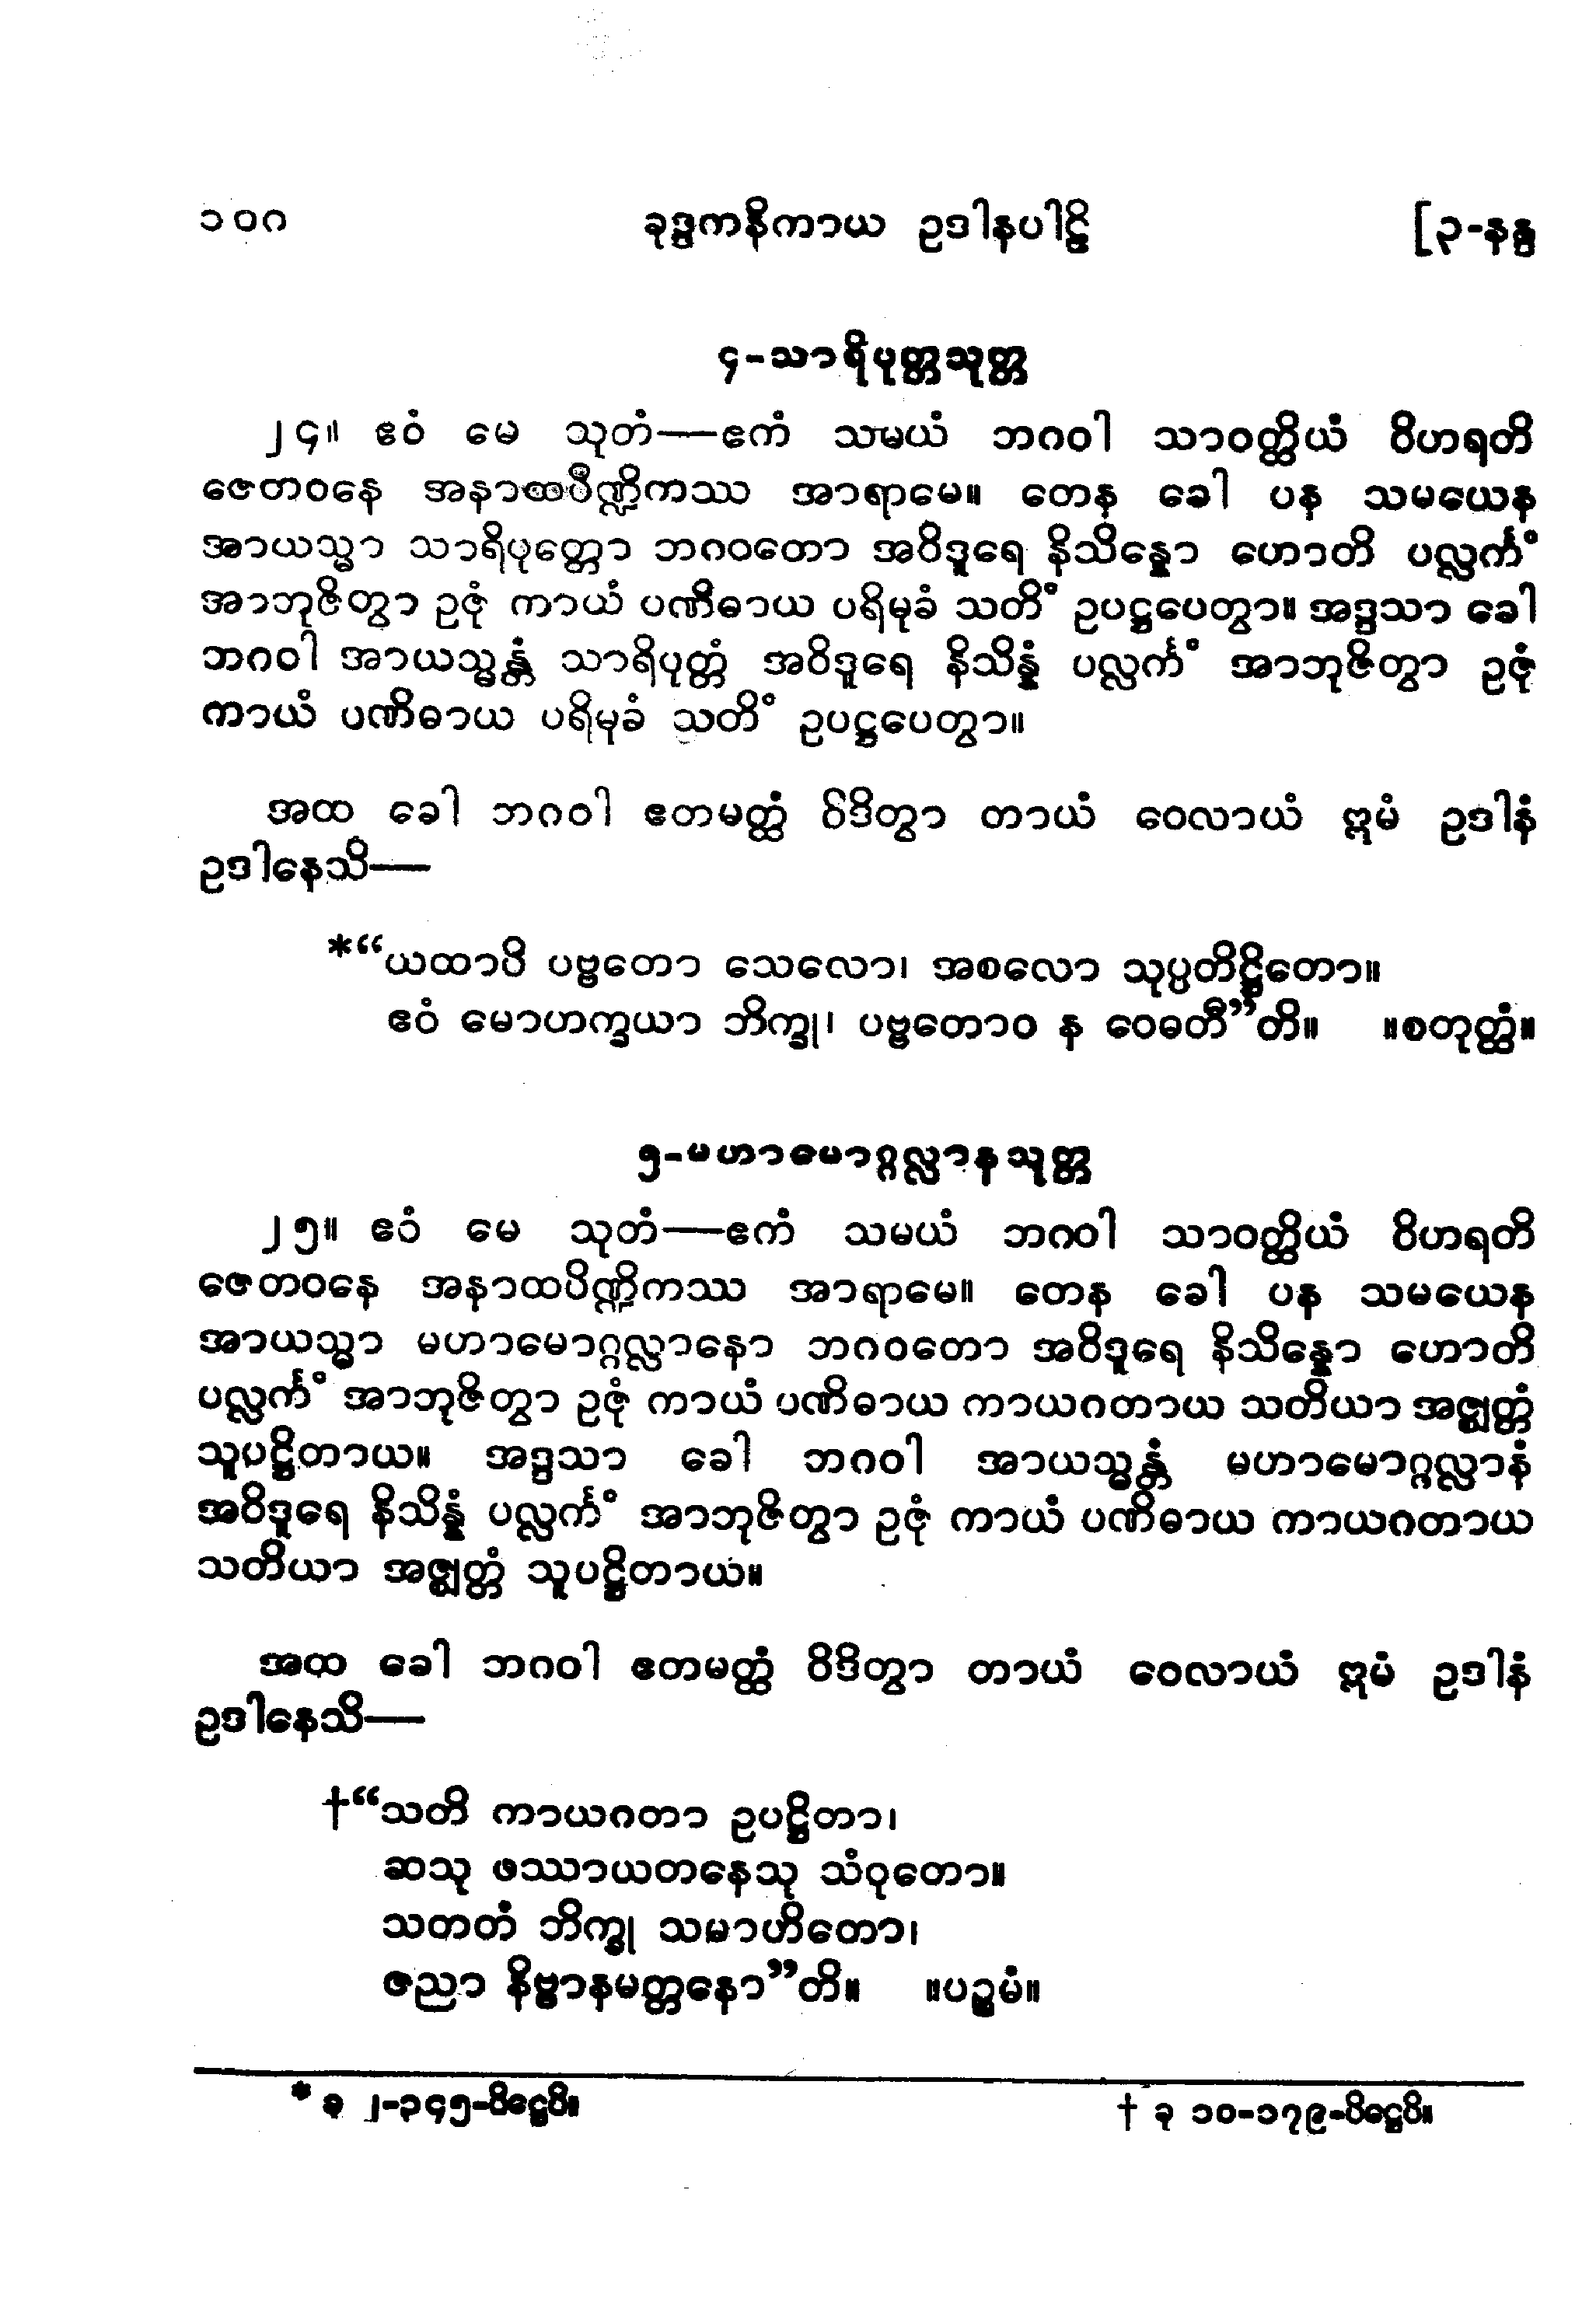 ၁၀ဂ ခုဒ္ဒကနိကာယ ဥဒါနပါဠိ [၃-နန္ဒ
၄-သာရိပုတ္တသုတ္တ
၂၄။ ဧဝံ မေ သုတံ—ဧကံ သမယံ ဘဂဝါ သာဝတ္ထိယံ ဝိဟရတိ
ဇေတဝနေ အနာထပိဏ္ဍိကဿ အာရာမေ။ တေန ခေါ ပန သမယေန
အာယသ္မာ သာရိပုတ္တော ဘဂဝတော အဝိဒူရေ နိသိန္နော ဟောတိ ပလ္လင်္ကံ
အာဘုဇိတွာ ဥဇုံ ကာယံ ပဏိဓာယ ပရိမုခံ သတိံ ဥပဋ္ဌပေတွာ။ အဒ္ဒသာ ခေါ
ဘဂဝါ အာယသ္မန္တံ သာရိပုတ္တံ အဝိဒူရေ နိသိန္နံ ပလ္လင်္ကံ အာဘုဇိတွာ ဥဇုံ
ကာယံ ပဏိဓာယ ပရိမုခံ သတိံ ဥပဋ္ဌပေတွာ။
အထ ခေါ ဘဂဝါ ဧတမတ္ထံ ဝိဒိတွာ တာယံ ဝေလာယံ ဣမံ ဥဒါနံ
ဥဒါနေသိ—
*“ယထာပိ ပဗ္ဗတော သေလော၊ အစလော သုပ္ပတိဋ္ဌိတော။
ဧဝံ မောဟက္ခယာ ဘိက္ခု၊ ပဗ္ဗတောဝ န ဝေဓတီ”တိ။ ။စတုတ္ထံ။
၅-မဟာမောဂ္ဂလ္လာနသုတ္တ
၂၅။ ဧဝံ မေ သုတံ—ဧကံ သမယံ ဘဂဝါ သာဝတ္ထိယံ ဝိဟရတိ
ဇေတဝနေ အနာထပိဏ္ဍိကဿ အာရာမေ။ တေန ခေါ ပန သမယေန
အာယသ္မာ မဟာမောဂ္ဂလ္လာနော ဘဂဝတော အဝိဒူရေ နိသိန္နော ဟောတိ
ပလ္လင်္ကံ အာဘုဇိတွာ ဥဇုံ ကာယံ ပဏိဓာယ ကာယဂတာယ သတိယာ အဇ္ဈတ္တံ
သူပဋ္ဌိတာယ။ အဒ္ဒသာ ခေါ ဘဂဝါ အာယသ္မန္တံ မဟာမောဂ္ဂလ္လာနံ
အဝိဒူရေ နိသိန္နံ ပလ္လင်္ကံ အာဘုဇိတွာ ဥဇုံ ကာယံ ပဏိဓာယ ကာယဂတာယ
သတိယာ အဇ္ဈတ္တံ သူပဋ္ဌိတာယ။
အထ ခေါ ဘဂဝါ ဧတမတ္ထံ ဝိဒိတွာ တာယံ ဝေလာယံ ဣမံ ဥဒါနံ
ဥဒါနေသိ—
†“သတိ ကာယဂတာ ဥပဋ္ဌိတာ၊
ဆသု ဖဿာယတနေသု သံဝုတော။
သတတံ ဘိက္ခု သမာဟိတော၊
ဇညာ နိဗ္ဗာနမတ္တနော”တိ။ ။ပဉ္စမံ။
* ခု ၂-၃၄၅-ပိဋ္ဌေပိ။ † ခု ၁၀-၁၇၉-ပိဋ္ဌေပိ။